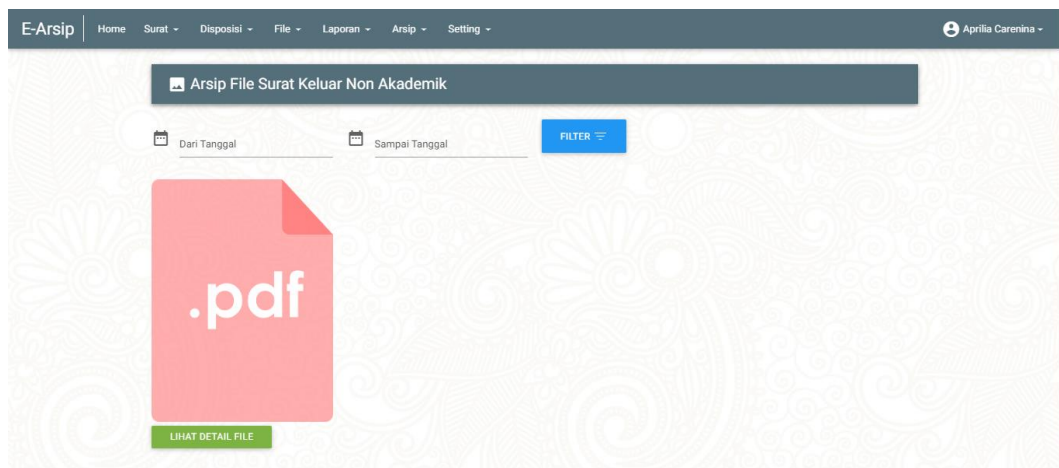 E-Arsip Home Surat Disposisi File Laporan Arsip Setting Aprilia Carenina
Arsip File Surat Keluar Non Akademik
Dari Tanggal Sampai Tanggal FILTER
.pdf
LIHAT DETAIL FILE